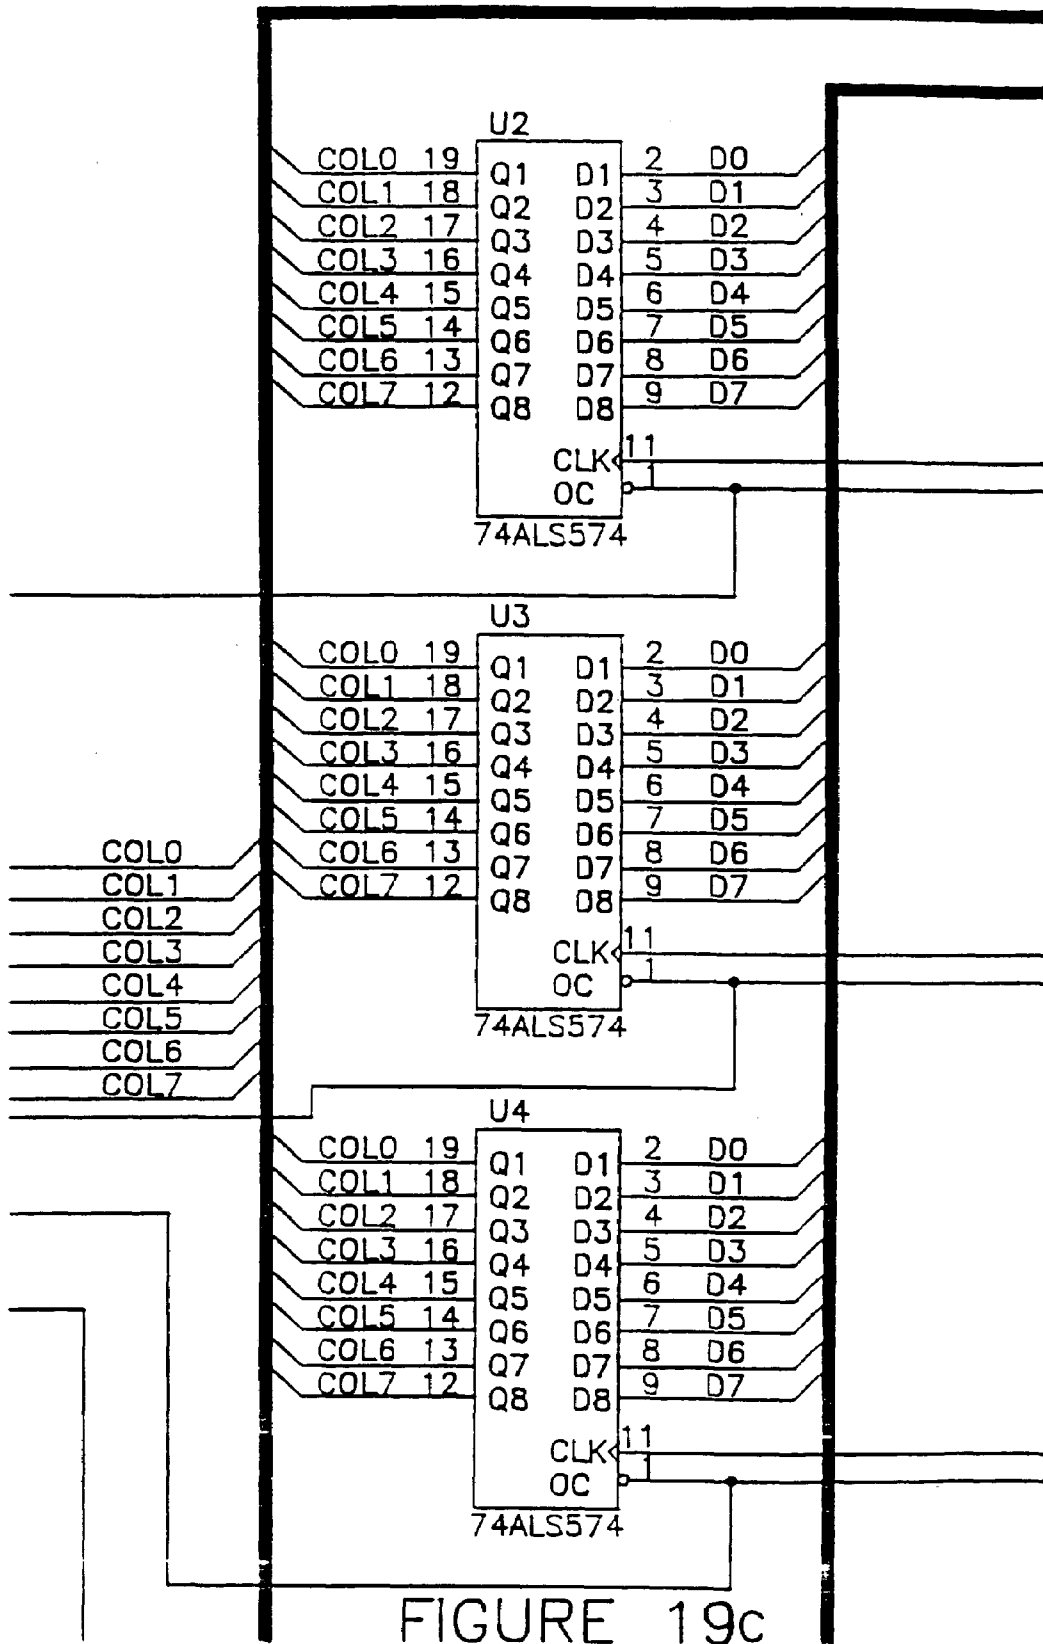 U2
COL0 19 Q1 D1 2 D0
COL1 18 Q2 D2 3 D1
COL2 17 Q3 D3 4 D2
COL3 16 Q4 D4 5 D3
COL4 15 Q5 D5 6 D4
COL5 14 Q6 D6 7 D5
COL6 13 Q7 D7 8 D6
COL7 12 Q8 D8 9 D7
CLK 11
OC 1
74ALS574
U3
COL0 19 Q1 D1 2 D0
COL1 18 Q2 D2 3 D1
COL2 17 Q3 D3 4 D2
COL3 16 Q4 D4 5 D3
COL4 15 Q5 D5 6 D4
COL5 14 Q6 D6 7 D5
COL6 13 Q7 D7 8 D6
COL7 12 Q8 D8 9 D7
CLK 11
OC 1
74ALS574
COL0
COL1
COL2
COL3
COL4
COL5
COL6
COL7
U4
COL0 19 Q1 D1 2 D0
COL1 18 Q2 D2 3 D1
COL2 17 Q3 D3 4 D2
COL3 16 Q4 D4 5 D3
COL4 15 Q5 D5 6 D4
COL5 14 Q6 D6 7 D5
COL6 13 Q7 D7 8 D6
COL7 12 Q8 D8 9 D7
CLK 11
OC 1
74ALS574
FIGURE 19c